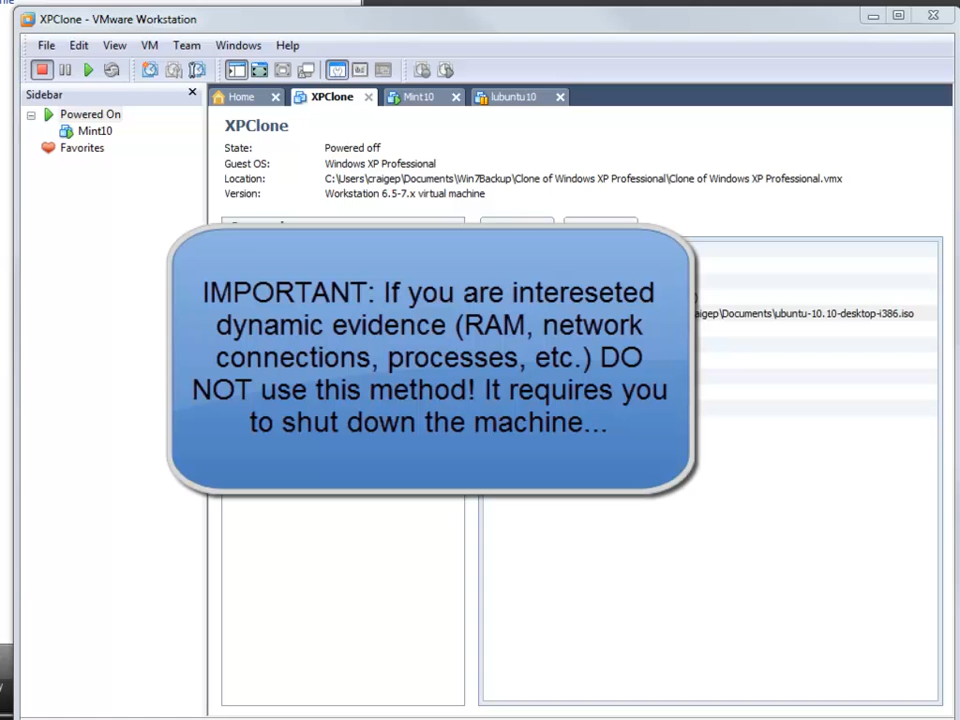 XPClone - VMware Workstation
File Edit View VM Team Windows Help
Sidebar
Powered On
Mint10
Favorites
Home XPClone Mint10 lubuntu10
XPClone
State: Powered off
Guest OS: Windows XP Professional
Location: C:\Users\craigep\Documents\Win7Backup\Clone of Windows XP Professional\Clone of Windows XP Professional.vmx
Version: Workstation 6.5-7.x virtual machine
aigep\Documents\ubuntu-10.10-desktop-i386.iso
IMPORTANT: If you are intereseted
dynamic evidence (RAM, network
connections, processes, etc.) DO
NOT use this method! It requires you
to shut down the machine...